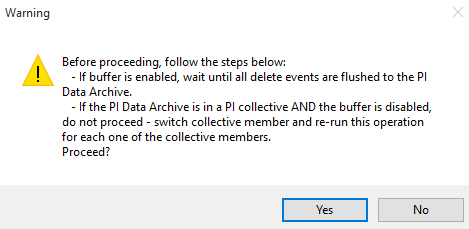 Warning
Before proceeding, follow the steps below:
- If buffer is enabled, wait until all delete events are flushed to the PI
Data Archive.
- If the PI Data Archive is in a PI collective AND the buffer is disabled,
do not proceed - switch collective member and re-run this operation
for each one of the collective members.
Proceed?
Yes
No